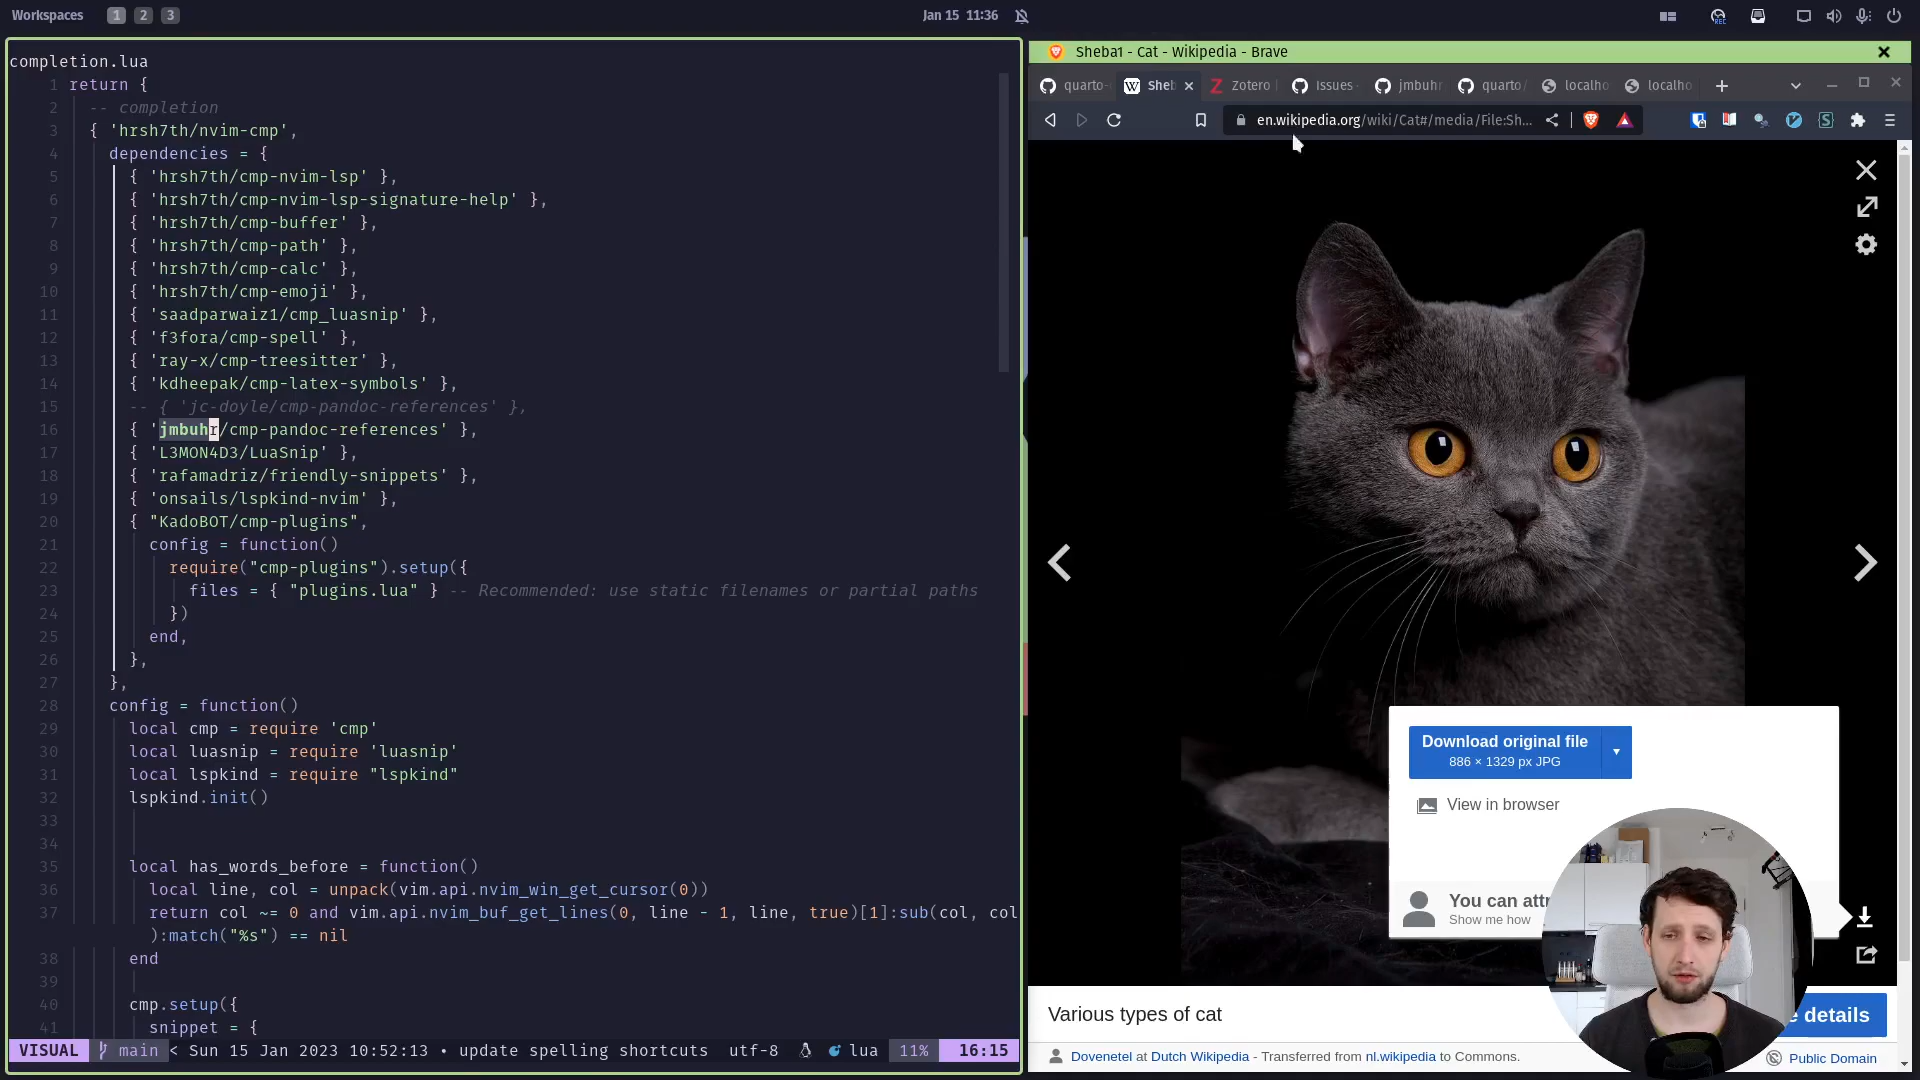 Workspaces
1 2 3
Jan 15 11:36
REC
completion.lua
1 return {
2 -- completion
3 { 'hrsh7th/nvim-cmp',
4 dependencies = {
5 { 'hrsh7th/cmp-nvim-lsp' },
6 { 'hrsh7th/cmp-nvim-lsp-signature-help' },
7 { 'hrsh7th/cmp-buffer' },
8 { 'hrsh7th/cmp-path' },
9 { 'hrsh7th/cmp-calc' },
10 { 'hrsh7th/cmp-emoji' },
11 { 'saadparwaiz1/cmp_luasnip' },
12 { 'f3fora/cmp-spell' },
13 { 'ray-x/cmp-treesitter' },
14 { 'kdheepak/cmp-latex-symbols' },
15 -- { 'jc-doyle/cmp-pandoc-references' },
16 { 'jmbuhr/cmp-pandoc-references' },
17 { 'L3MON4D3/LuaSnip' },
18 { 'rafamadriz/friendly-snippets' },
19 { 'onsails/lspkind-nvim' },
20 { "KadoBOT/cmp-plugins",
21 config = function()
22 require("cmp-plugins").setup({
23 files = { "plugins.lua" } -- Recommended: use static filenames or partial paths
24 })
25 end,
26 },
27 },
28 config = function()
29 local cmp = require 'cmp'
30 local luasnip = require 'luasnip'
31 local lspkind = require "lspkind"
32 lspkind.init()
33
34
35 local has_words_before = function()
36 local line, col = unpack(vim.api.nvim_win_get_cursor(0))
37 return col ~= 0 and vim.api.nvim_buf_get_lines(0, line - 1, line, true)[1]:sub(col, col
):match("%s") == nil
38 end
39
40 cmp.setup({
41 snippet = {
VISUAL main < Sun 15 Jan 2023 10:52:13 • update spelling shortcuts utf-8 lua 11% 16:15
Sheba1 - Cat - Wikipedia - Brave
quarto- Sheb Zotero Issues jmbuhr quarto/ localho localho
en.wikipedia.org/wiki/Cat#/media/File:Sh...
Download original file
886 × 1329 px JPG
View in browser
You can attr
Show me how
Various types of cat
details
Dovenetel at Dutch Wikipedia - Transferred from nl.wikipedia to Commons.
Public Domain